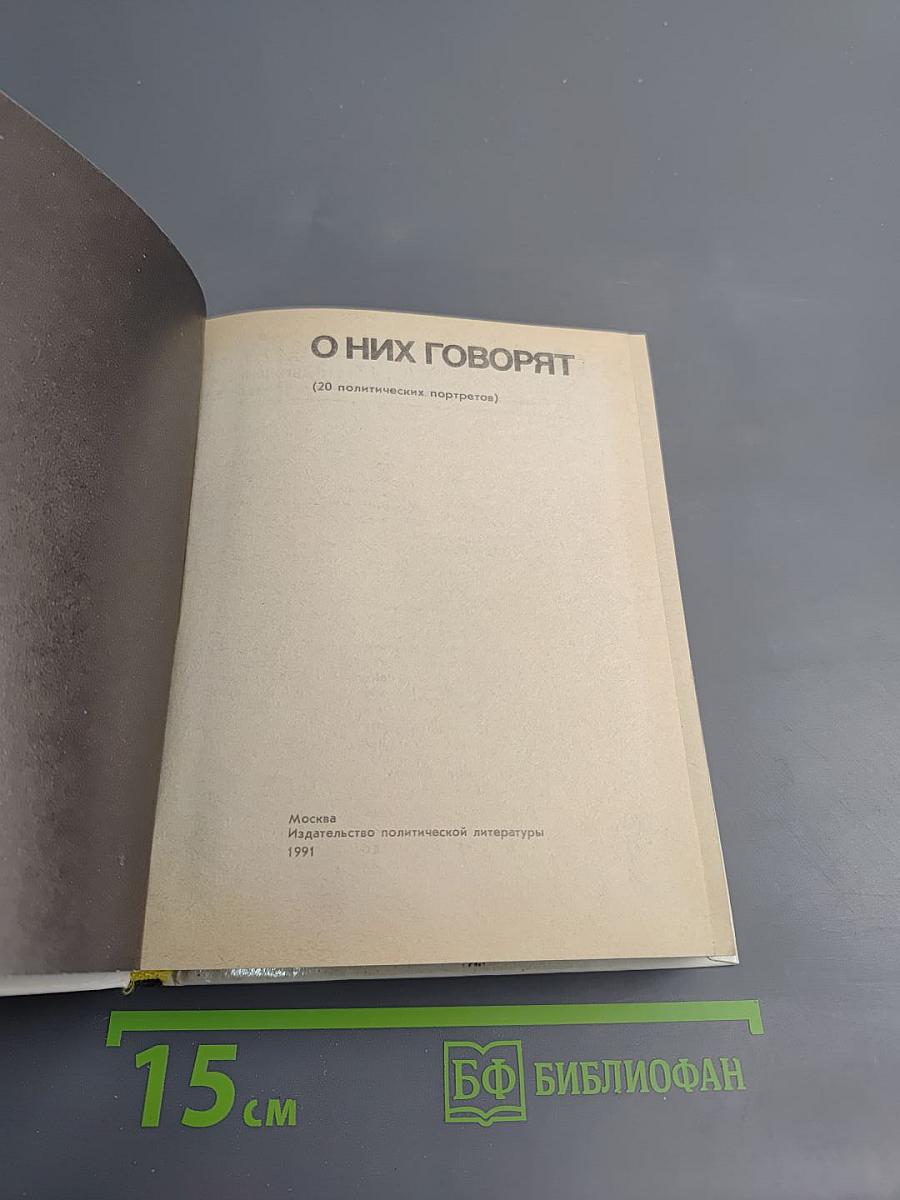 О НИХ ГОВОРЯТ
(20 политических портретов)
Москва
Издательство политической литературы
1991
15 см
БФ БИБЛИОФАН